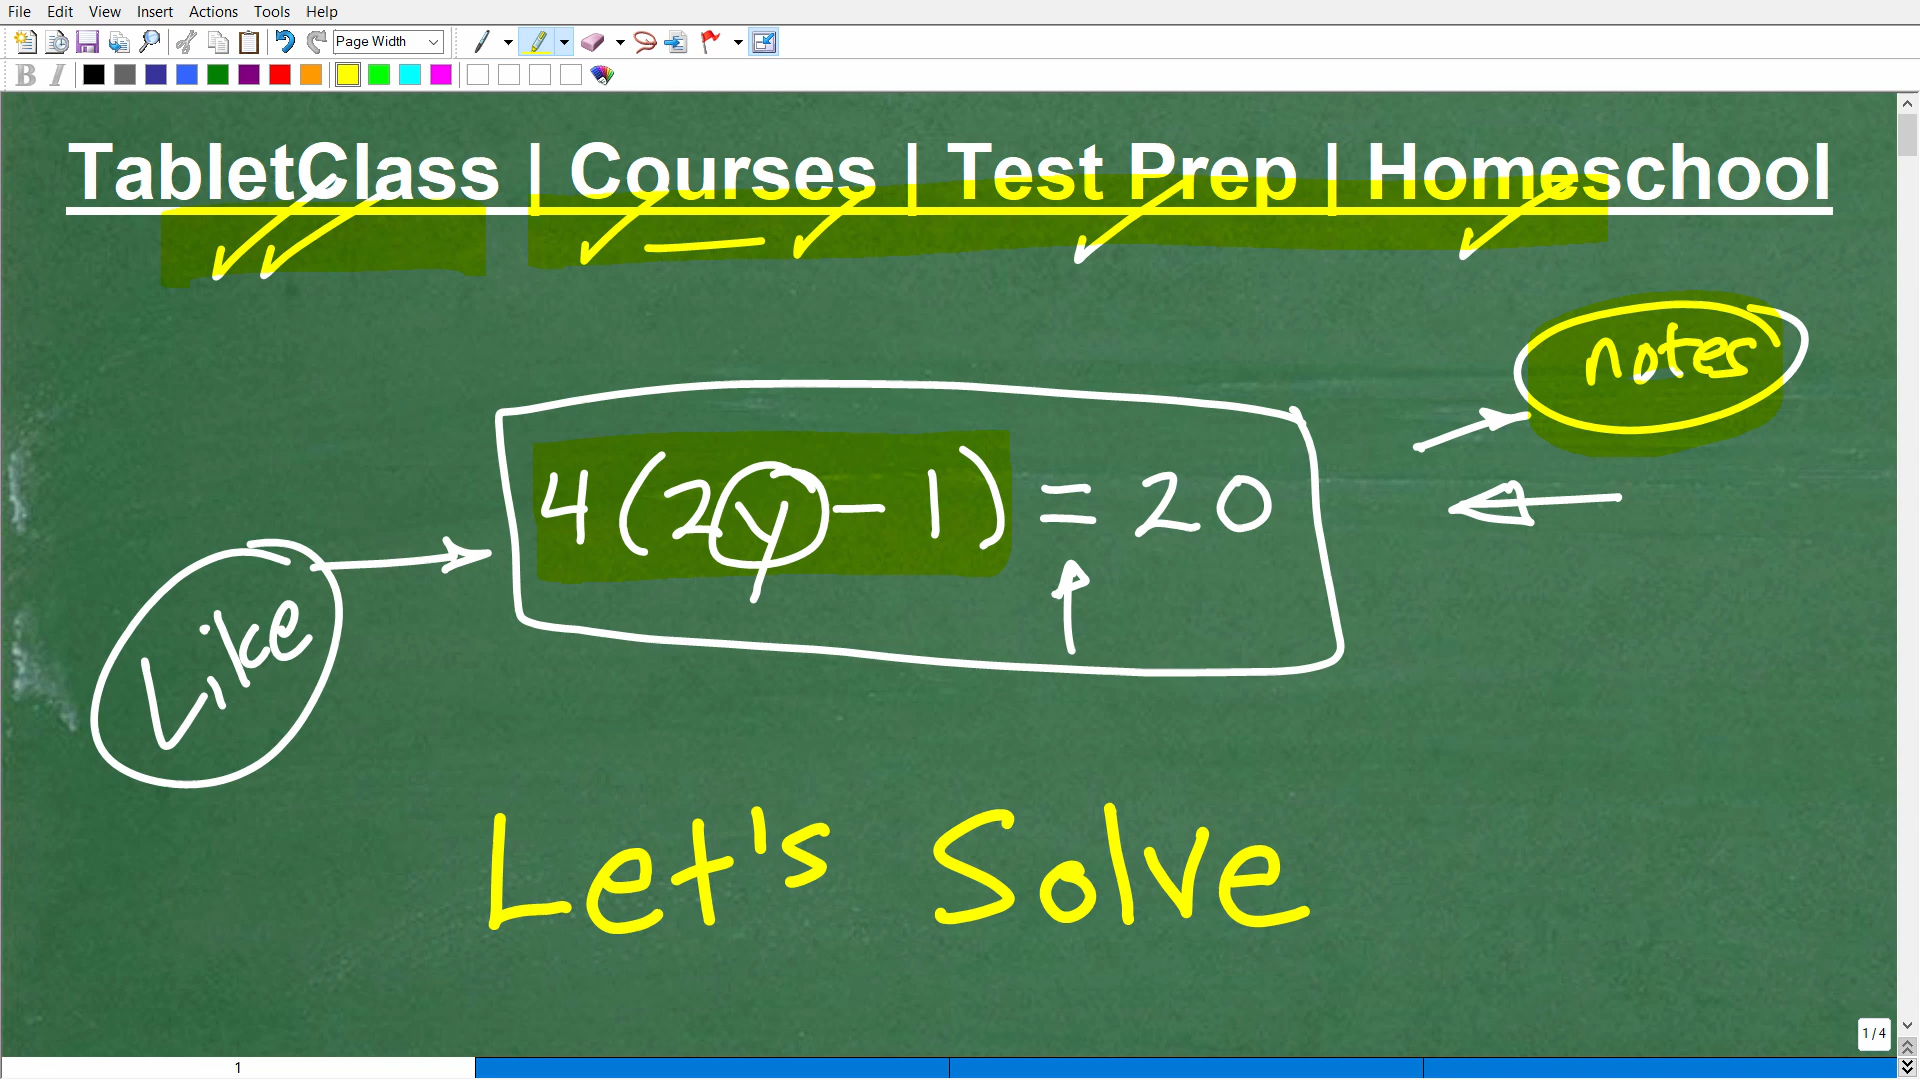 File Edit View Insert Actions Tools Help
Page Width
B I
TabletClass | Courses | Test Prep | Homeschool
notes
4(2y - 1) = 20
Like
Let's Solve
1 / 4
1